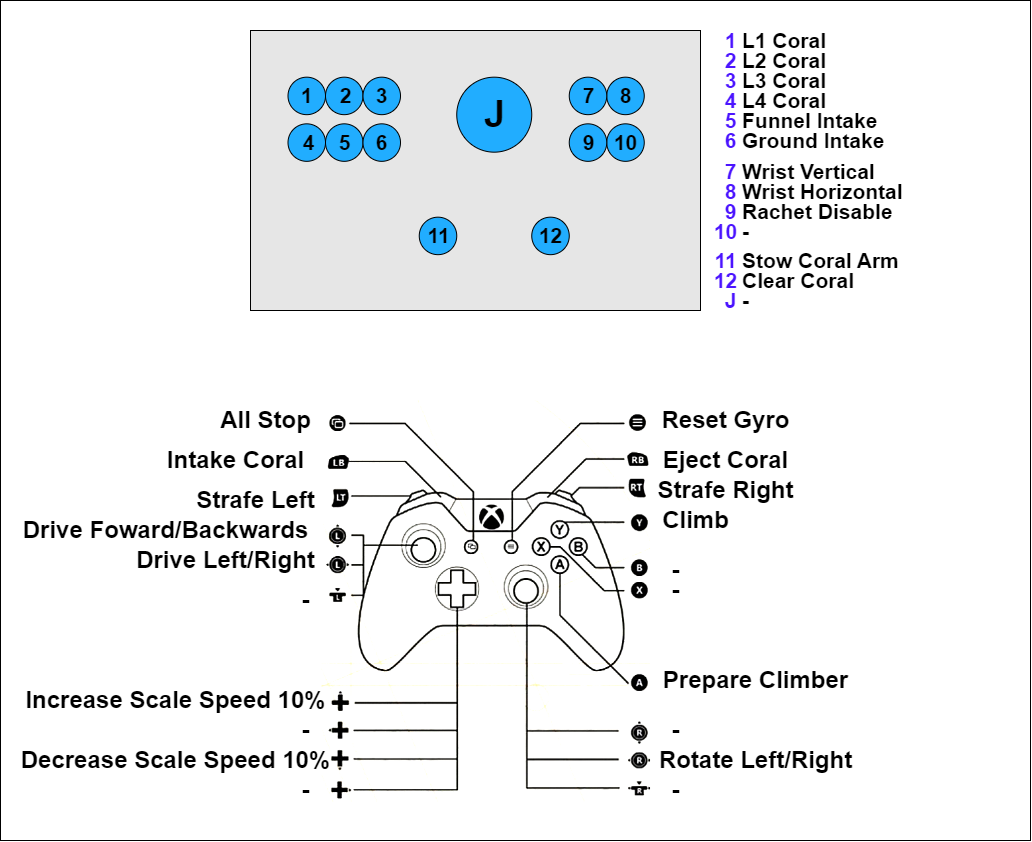 1 2 3 J 7 8
4 5 6 9 10
11 12
1 L1 Coral
2 L2 Coral
3 L3 Coral
4 L4 Coral
5 Funnel Intake
6 Ground Intake
7 Wrist Vertical
8 Wrist Horizontal
9 Rachet Disable
10 -
11 Stow Coral Arm
12 Clear Coral
J -
All Stop
Reset Gyro
Intake Coral LB
RB Eject Coral
Strafe Left LT
RT Strafe Right
Drive Foward/Backwards L
Y Climb
Drive Left/Right L
B -
- L
X -
Y
X B
A
A Prepare Climber
Increase Scale Speed 10%
-
R -
Decrease Scale Speed 10%
R Rotate Left/Right
-
R -